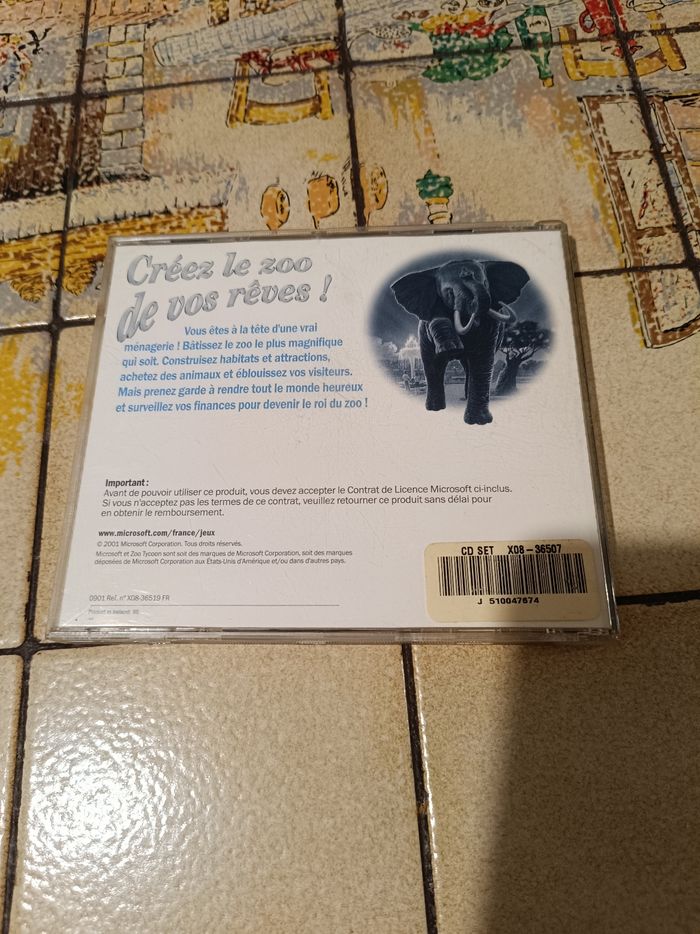 Créez le zoo
de vos rêves !
Vous êtes à la tête d'une vrai
ménagerie ! Bâtissez le zoo le plus magnifique
qui soit. Construisez habitats et attractions,
achetez des animaux et éblouissez vos visiteurs.
Mais prenez garde à rendre tout le monde heureux
et surveillez vos finances pour devenir le roi du zoo !
Important :
Avant de pouvoir utiliser ce produit, vous devez accepter le Contrat de Licence Microsoft ci-inclus.
Si vous n'acceptez pas les termes de ce contrat, veuillez retourner ce produit sans délai pour
en obtenir le remboursement.
www.microsoft.com/france/jeux
© 2001 Microsoft Corporation. Tous droits réservés.
Microsoft et Zoo Tycoon sont soit des marques de Microsoft Corporation, soit des marques
déposées de Microsoft Corporation aux États-Unis d'Amérique et/ou dans d'autres pays.
0901 Réf. n° X08-36519 FR
CD SET X08-36507
J 510047674